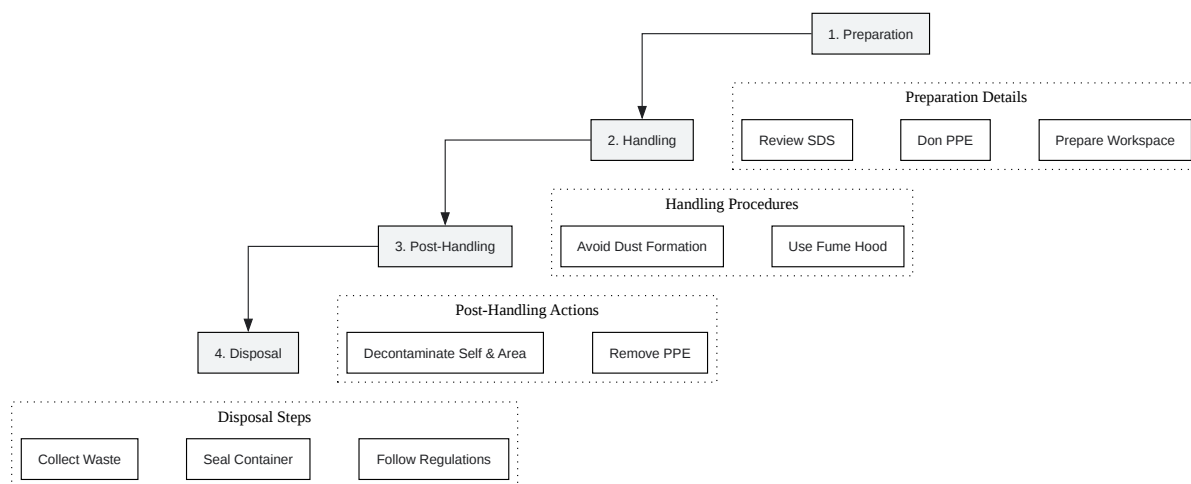 1. Preparation
Preparation Details
Review SDS
Don PPE
Prepare Workspace
2. Handling
Handling Procedures
Avoid Dust Formation
Use Fume Hood
3. Post-Handling
Post-Handling Actions
Decontaminate Self & Area
Remove PPE
4. Disposal
Disposal Steps
Collect Waste
Seal Container
Follow Regulations